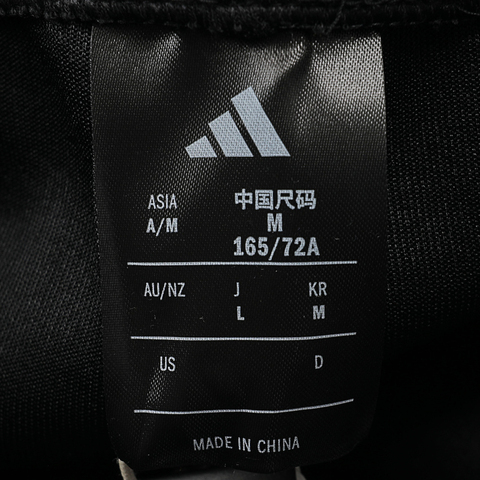 ASIA 中国尺码
A/M M
165/72A
AU/NZ J KR
L M
US D
MADE IN CHINA